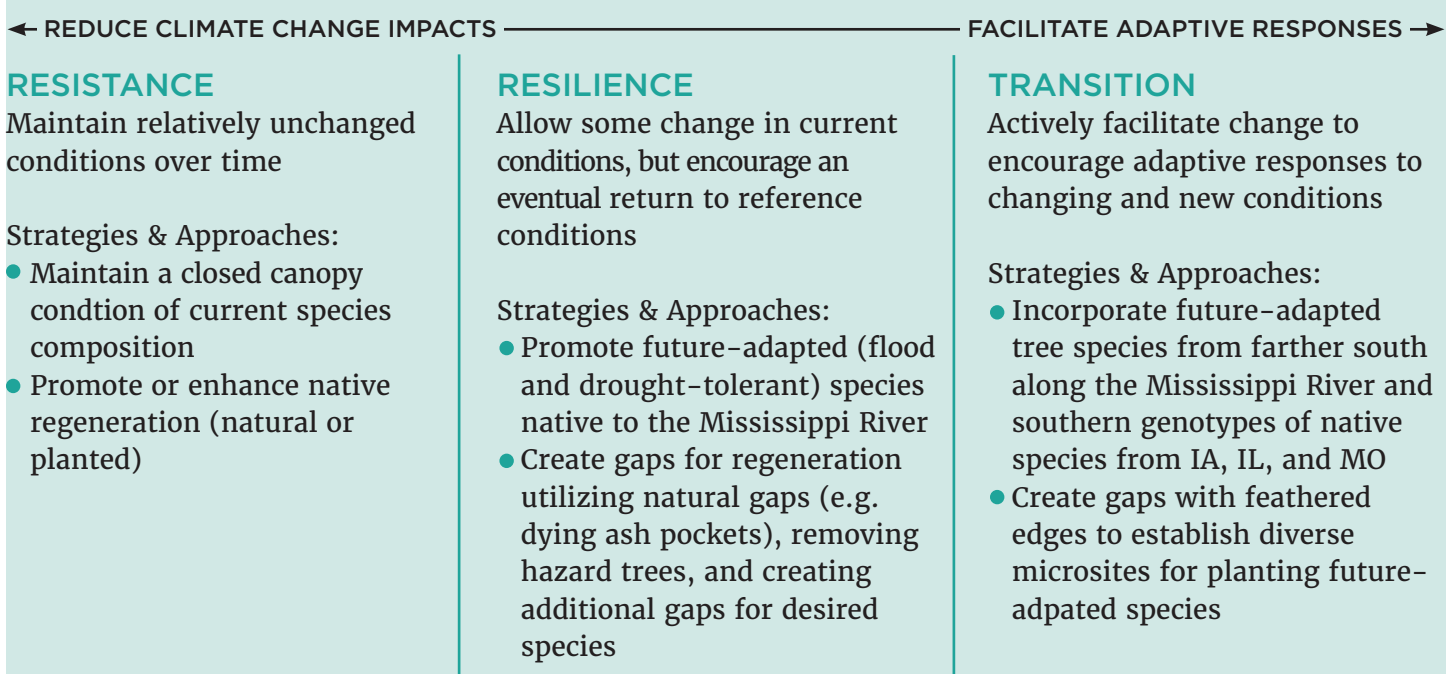 ← REDUCE CLIMATE CHANGE IMPACTS FACILITATE ADAPTIVE RESPONSES →
RESISTANCE
Maintain relatively unchanged
conditions over time
Strategies & Approaches:
● Maintain a closed canopy
condtion of current species
composition
● Promote or enhance native
regeneration (natural or
planted)
RESILIENCE
Allow some change in current
conditions, but encourage an
eventual return to reference
conditions
Strategies & Approaches:
● Promote future-adapted (flood
and drought-tolerant) species
native to the Mississippi River
● Create gaps for regeneration
utilizing natural gaps (e.g.
dying ash pockets), removing
hazard trees, and creating
additional gaps for desired
species
TRANSITION
Actively facilitate change to
encourage adaptive responses to
changing and new conditions
Strategies & Approaches:
● Incorporate future-adapted
tree species from farther south
along the Mississippi River and
southern genotypes of native
species from IA, IL, and MO
● Create gaps with feathered
edges to establish diverse
microsites for planting future-
adpated species